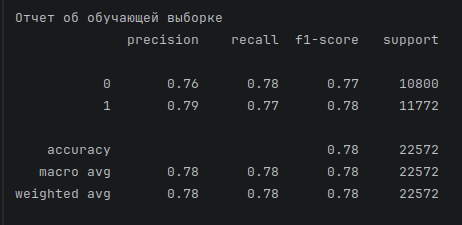 Отчет об обучающей выборке
precision recall f1-score support
0 0.76 0.78 0.77 10800
1 0.79 0.77 0.78 11772
accuracy 0.78 22572
macro avg 0.78 0.78 0.78 22572
weighted avg 0.78 0.78 0.78 22572